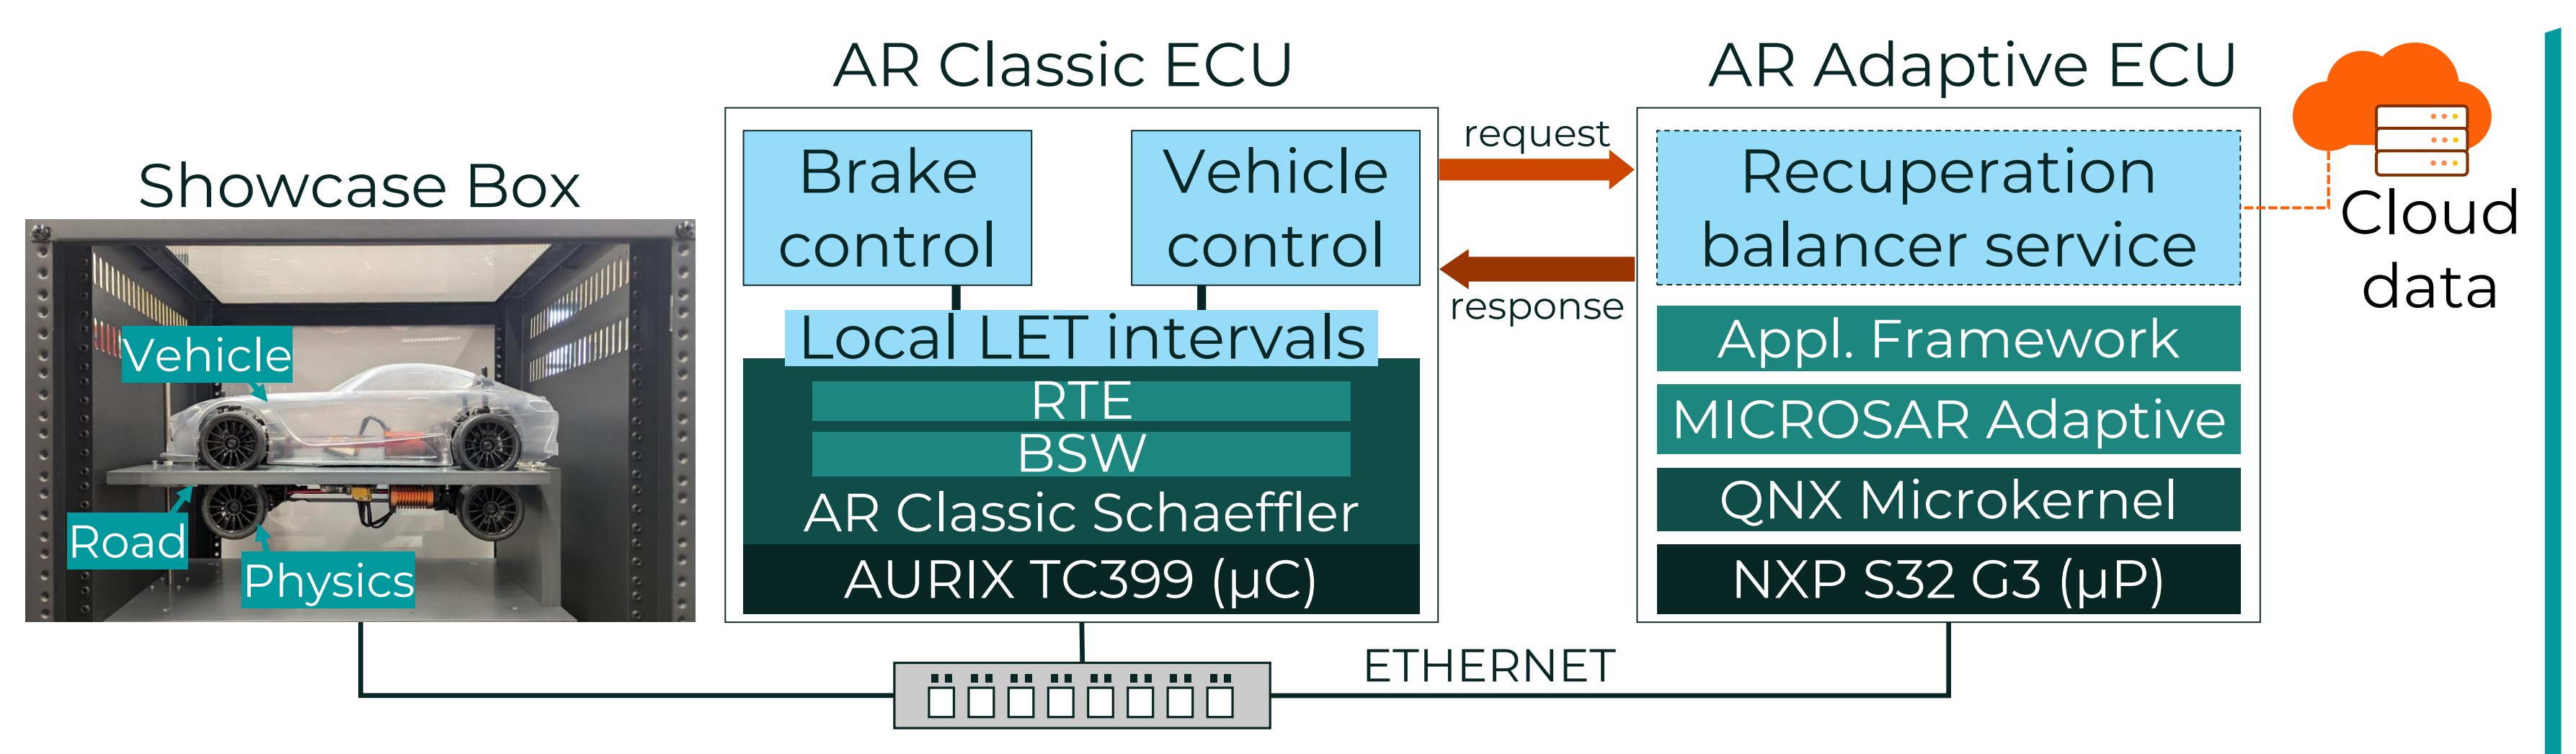 Showcase Box
Vehicle
Road
Physics
AR Classic ECU
Brake
control
Vehicle
control
Local LET intervals
RTE
BSW
AR Classic Schaeffler
AURIX TC399 (µC)
request
response
AR Adaptive ECU
Recuperation
balancer service
Appl. Framework
MICROSAR Adaptive
QNX Microkernel
NXP S32 G3 (µP)
Cloud
data
ETHERNET